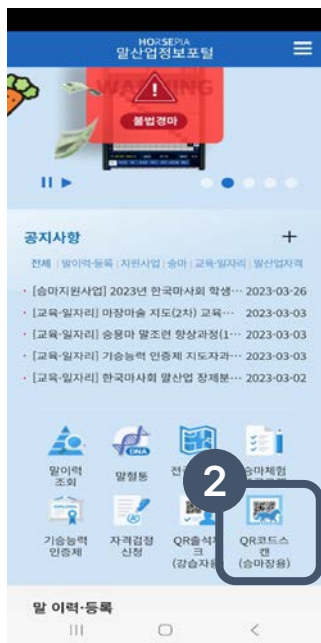 HORSEPIA
말산업정보포털
WARNING
불법경마
공지사항 +
전체 | 말이력·등록 | 지원사업 | 승마 | 교육·일자리 | 말산업자격
· [승마지원사업] 2023년 한국마사회 학생… 2023-03-26
· [교육·일자리] 마장마술 지도(2차) 교육… 2023-03-03
· [교육·일자리] 승용마 말조련 향상과정(1… 2023-03-03
· [교육·일자리] 기승능력 인증제 지도자과… 2023-03-03
· [교육·일자리] 한국마사회 말산업 장제분… 2023-03-02
DNA
말이력
조회
말혈통
전
승마체험
2
기승능력
인증제
자격검정
신청
QR출석체
크
(강습자용)
QR코드스
캔
(승마장용)
말 이력·등록